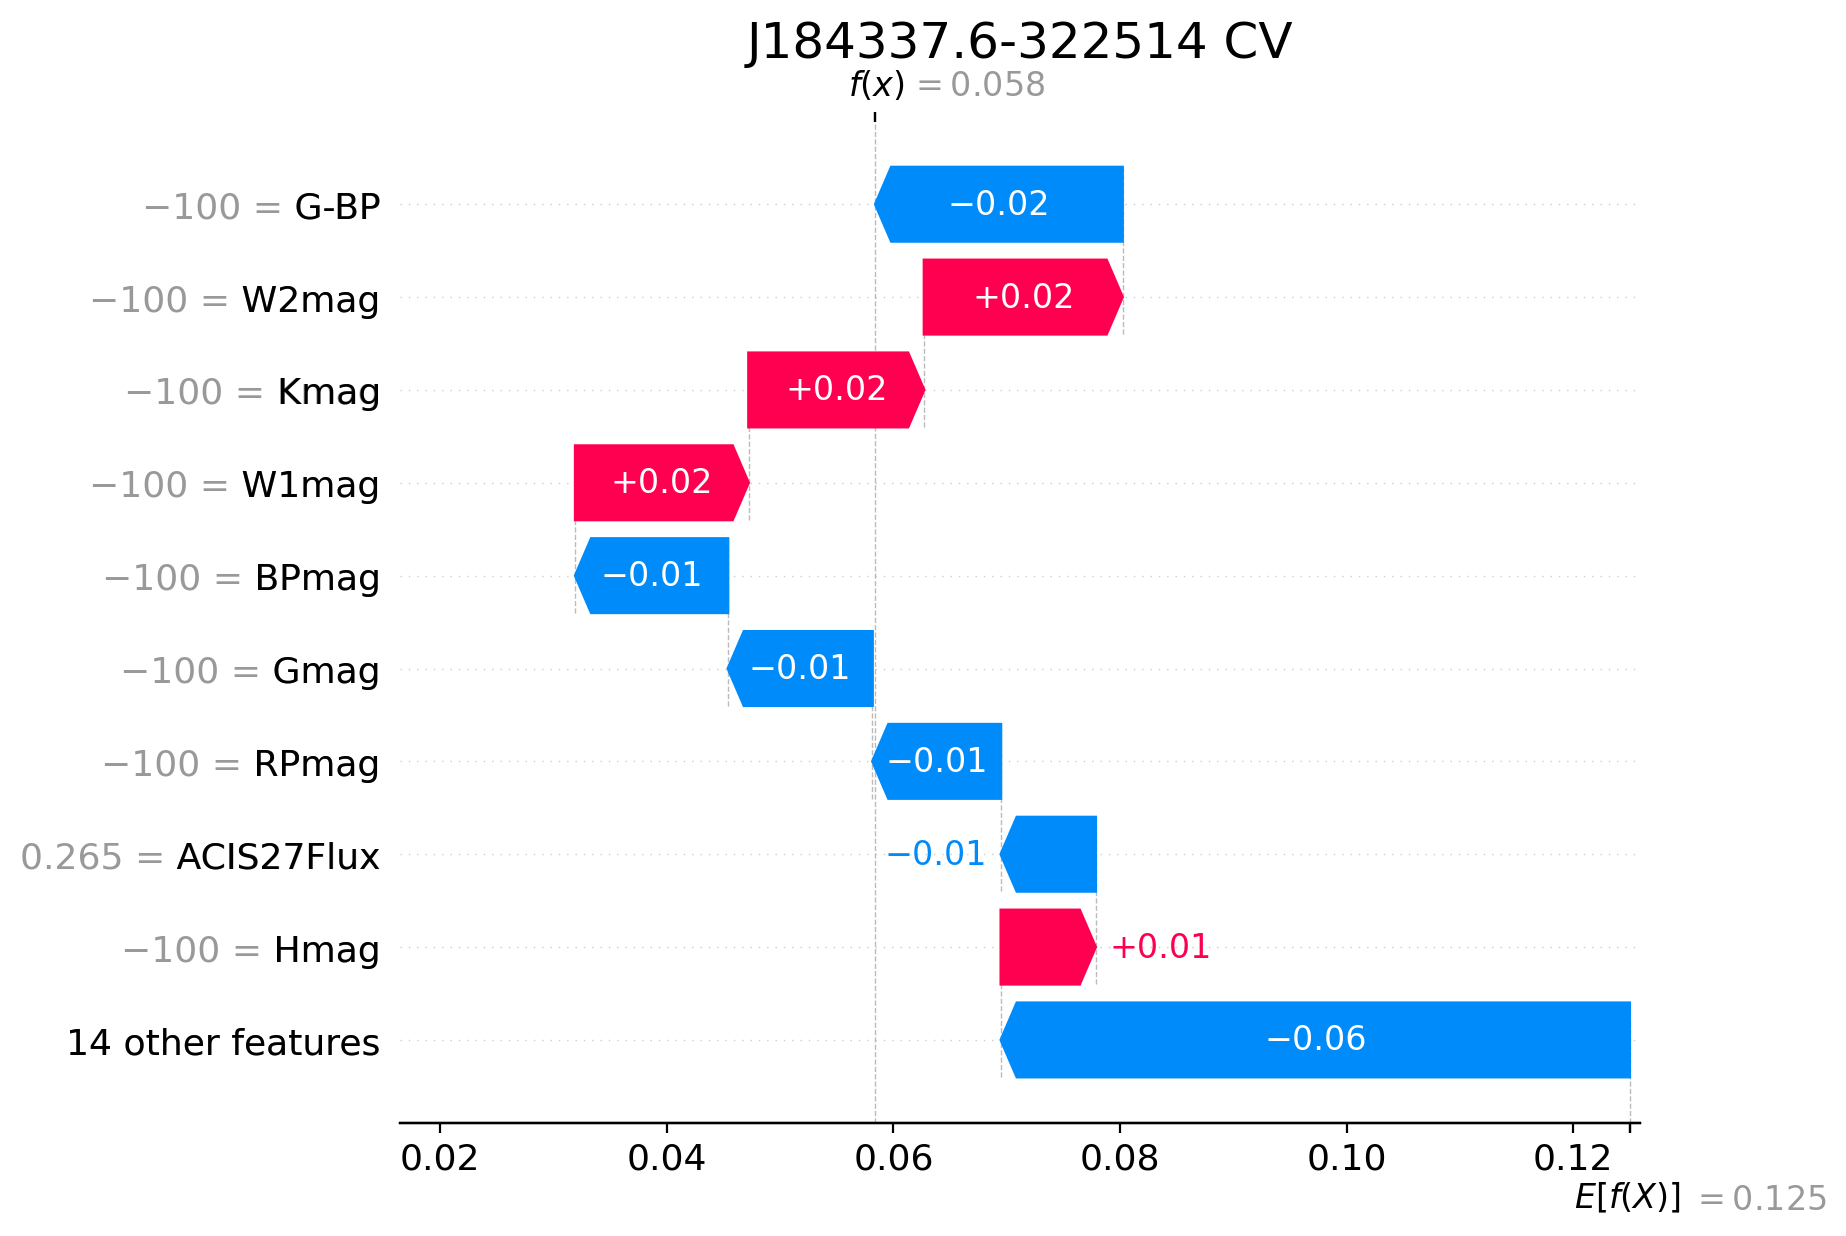 J184337.6-322514 CV
f(x) = 0.058
−100 = G-BP −0.02
−100 = W2mag +0.02
−100 = Kmag +0.02
−100 = W1mag +0.02
−100 = BPmag −0.01
−100 = Gmag −0.01
−100 = RPmag −0.01
0.265 = ACIS27Flux −0.01
−100 = Hmag +0.01
14 other features −0.06
0.02 0.04 0.06 0.08 0.10 0.12
E[f(X)] = 0.125